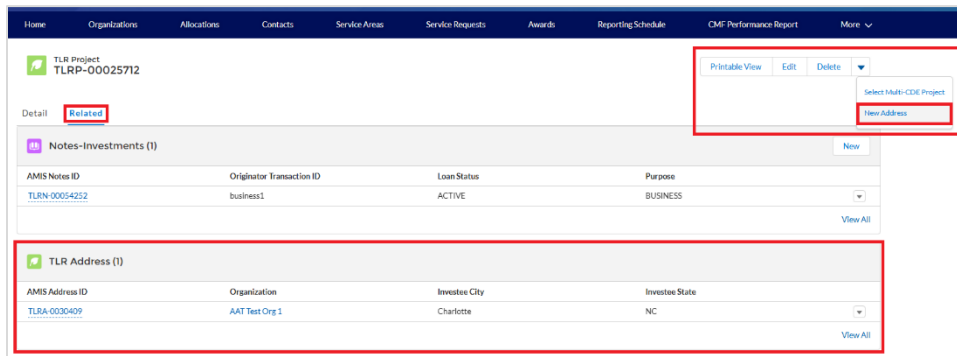 Home Organizations Allocations Contacts Service Areas Service Requests Awards Reporting Schedule CMF Performance Report More
TLR Project
TLRP-00025712
Printable View Edit Delete
Select Multi-CDE Project
New Address
Detail Related
Notes-Investments (1) New
AMIS Notes ID Originator Transaction ID Loan Status Purpose
TLRN-00054252 business1 ACTIVE BUSINESS
View All
TLR Address (1)
AMIS Address ID Organization Investee City Investee State
TLRA-0030409 AAT Test Org 1 Charlotte NC
View All